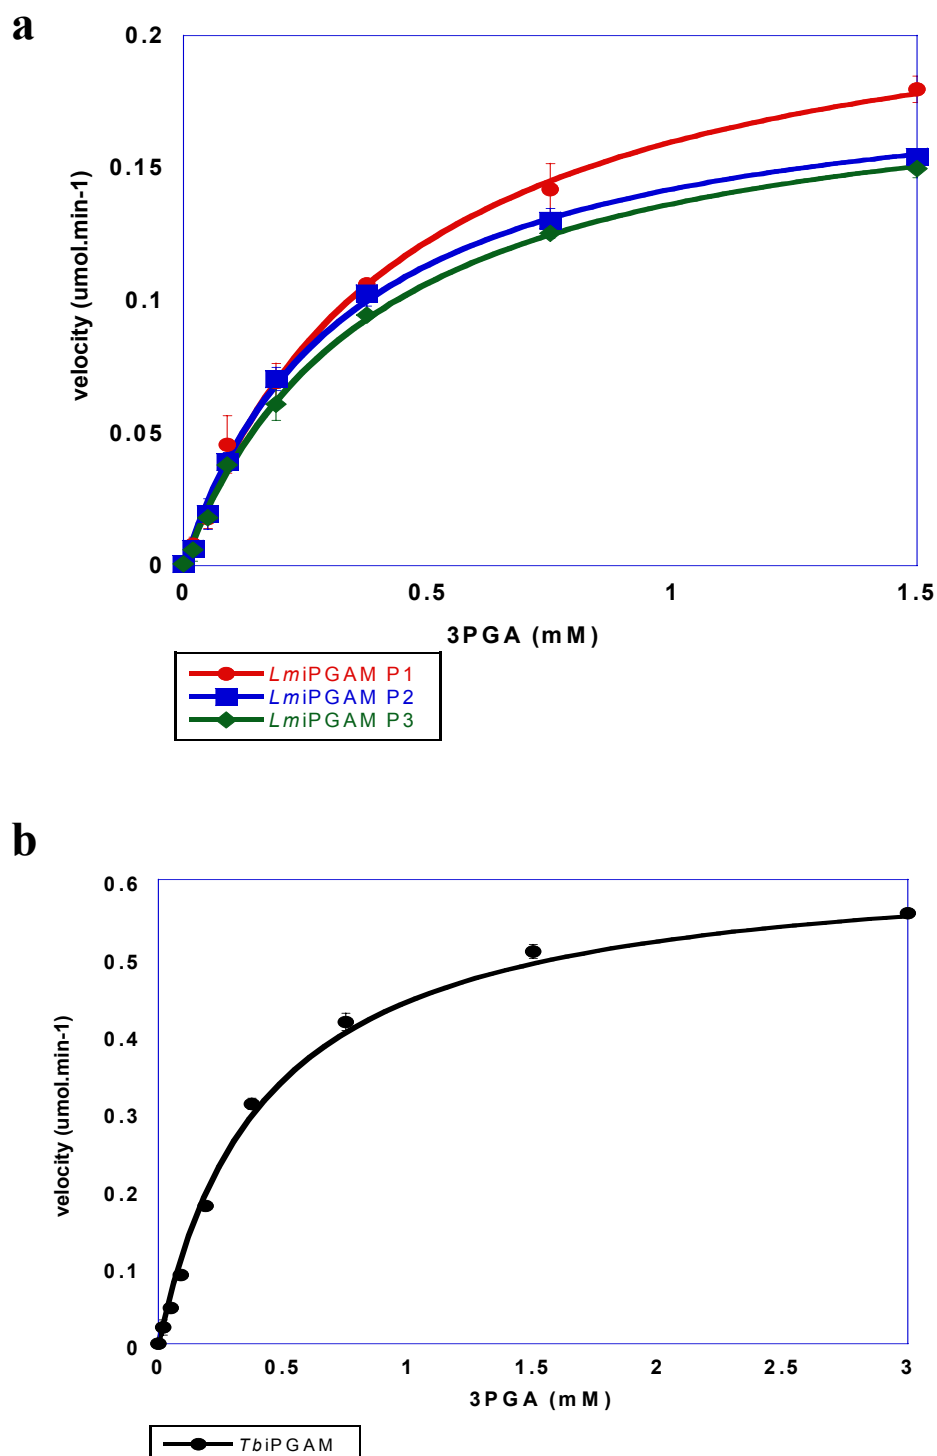 a
0.2
0.15
0.1
0.05
0
velocity (umol.min-1)
0 0.5 1 1.5
3PGA (mM)
LmiPGAM P1
LmiPGAM P2
LmiPGAM P3
b
0.6
0.5
0.4
0.3
0.2
0.1
0
velocity (umol.min-1)
0 0.5 1 1.5 2 2.5 3
3PGA (mM)
TbiPGAM